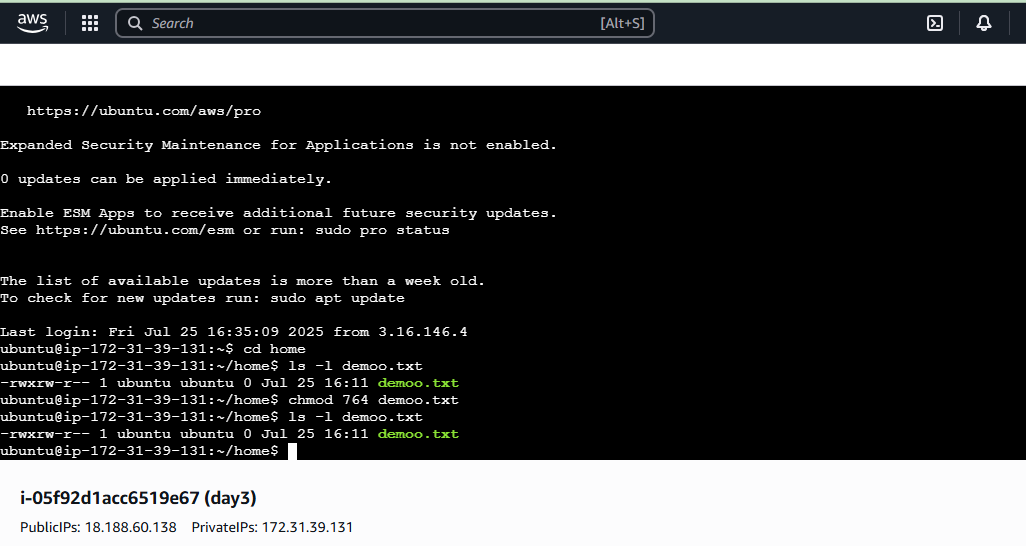 aws
Search [Alt+S]
https://ubuntu.com/aws/pro
Expanded Security Maintenance for Applications is not enabled.
0 updates can be applied immediately.
Enable ESM Apps to receive additional future security updates.
See https://ubuntu.com/esm or run: sudo pro status
The list of available updates is more than a week old.
To check for new updates run: sudo apt update
Last login: Fri Jul 25 16:35:09 2025 from 3.16.146.4
ubuntu@ip-172-31-39-131:~$ cd home
ubuntu@ip-172-31-39-131:~/home$ ls -l demoo.txt
-rwxrw-r-- 1 ubuntu ubuntu 0 Jul 25 16:11 demoo.txt
ubuntu@ip-172-31-39-131:~/home$ chmod 764 demoo.txt
ubuntu@ip-172-31-39-131:~/home$ ls -l demoo.txt
-rwxrw-r-- 1 ubuntu ubuntu 0 Jul 25 16:11 demoo.txt
ubuntu@ip-172-31-39-131:~/home$
i-05f92d1acc6519e67 (day3)
PublicIPs: 18.188.60.138 PrivateIPs: 172.31.39.131